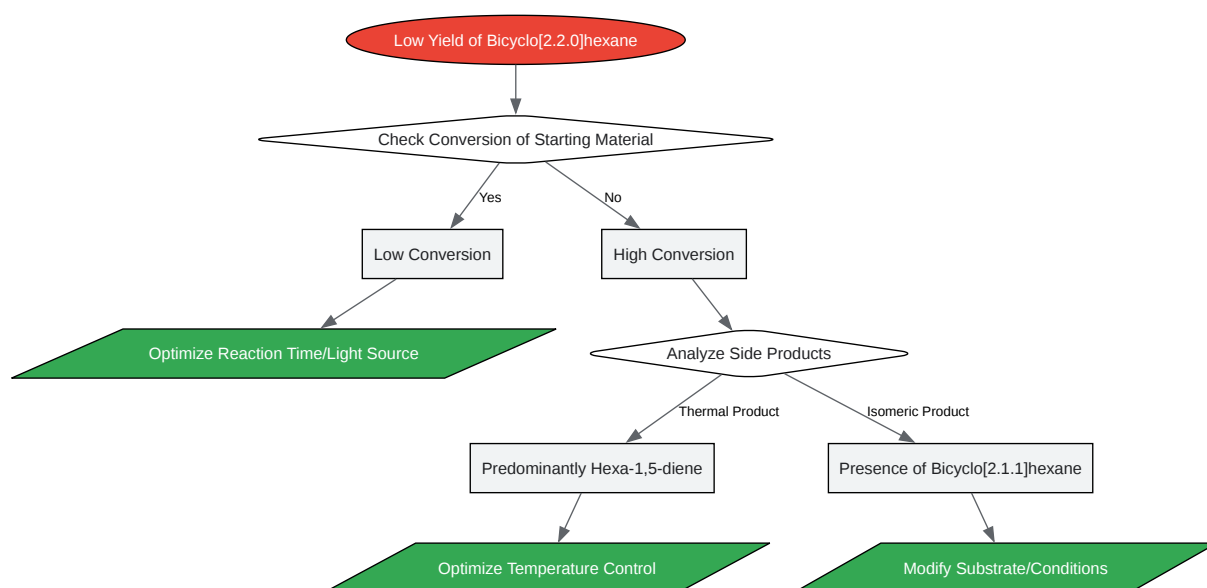 Low Yield of Bicyclo[2.2.0]hexane
Check Conversion of Starting Material
Yes
No
Low Conversion
High Conversion
Optimize Reaction Time/Light Source
Analyze Side Products
Thermal Product
Isomeric Product
Predominantly Hexa-1,5-diene
Presence of Bicyclo[2.1.1]hexane
Optimize Temperature Control
Modify Substrate/Conditions